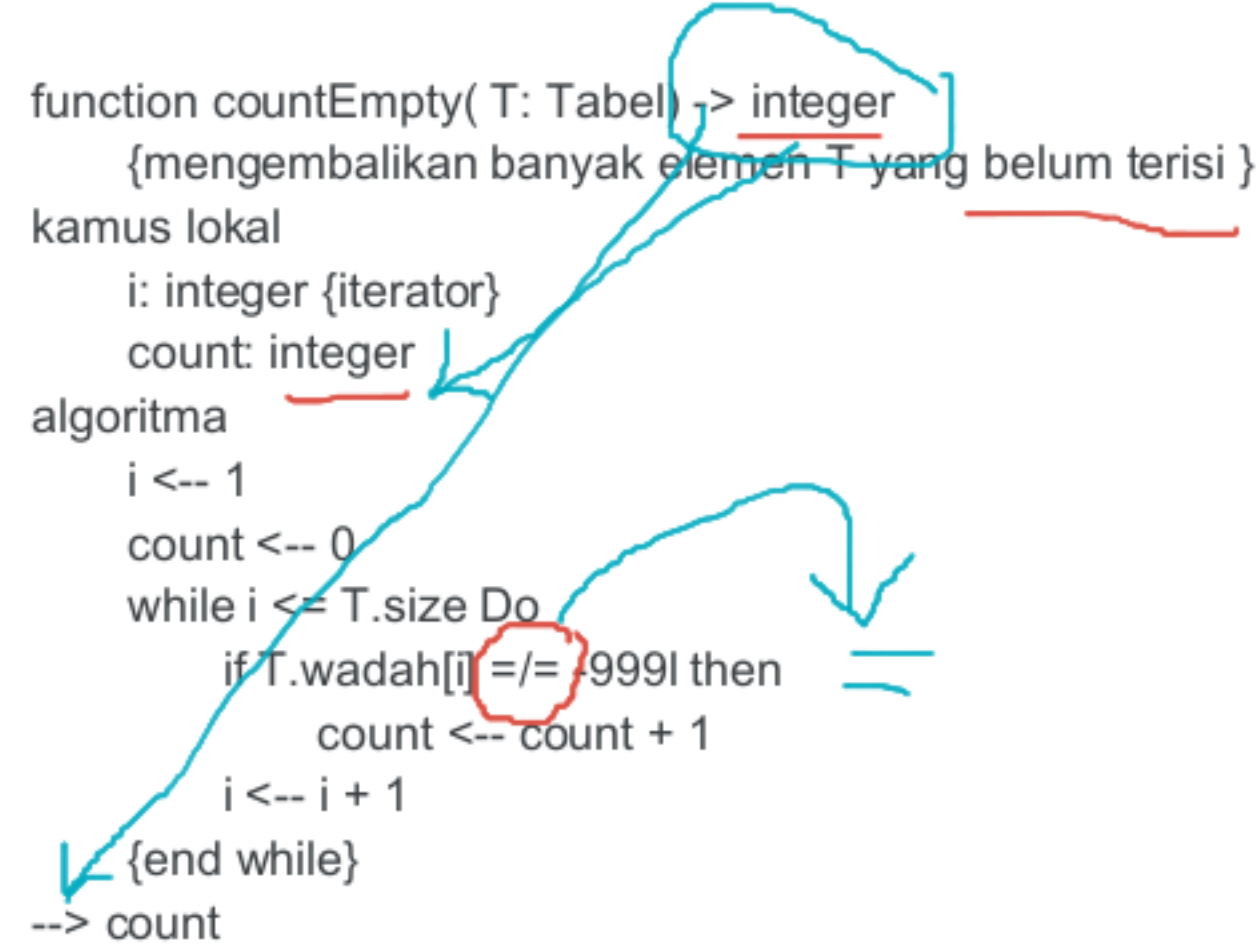 function countEmpty( T: Tabel) -> integer
{mengembalikan banyak elemen T yang belum terisi }
kamus lokal
i: integer {iterator}
count: integer
algoritma
i <-- 1
count <-- 0
while i <= T.size Do
if T.wadah[i] =/= -999l then
=
count <-- count + 1
i <-- i + 1
{end while}
--> count